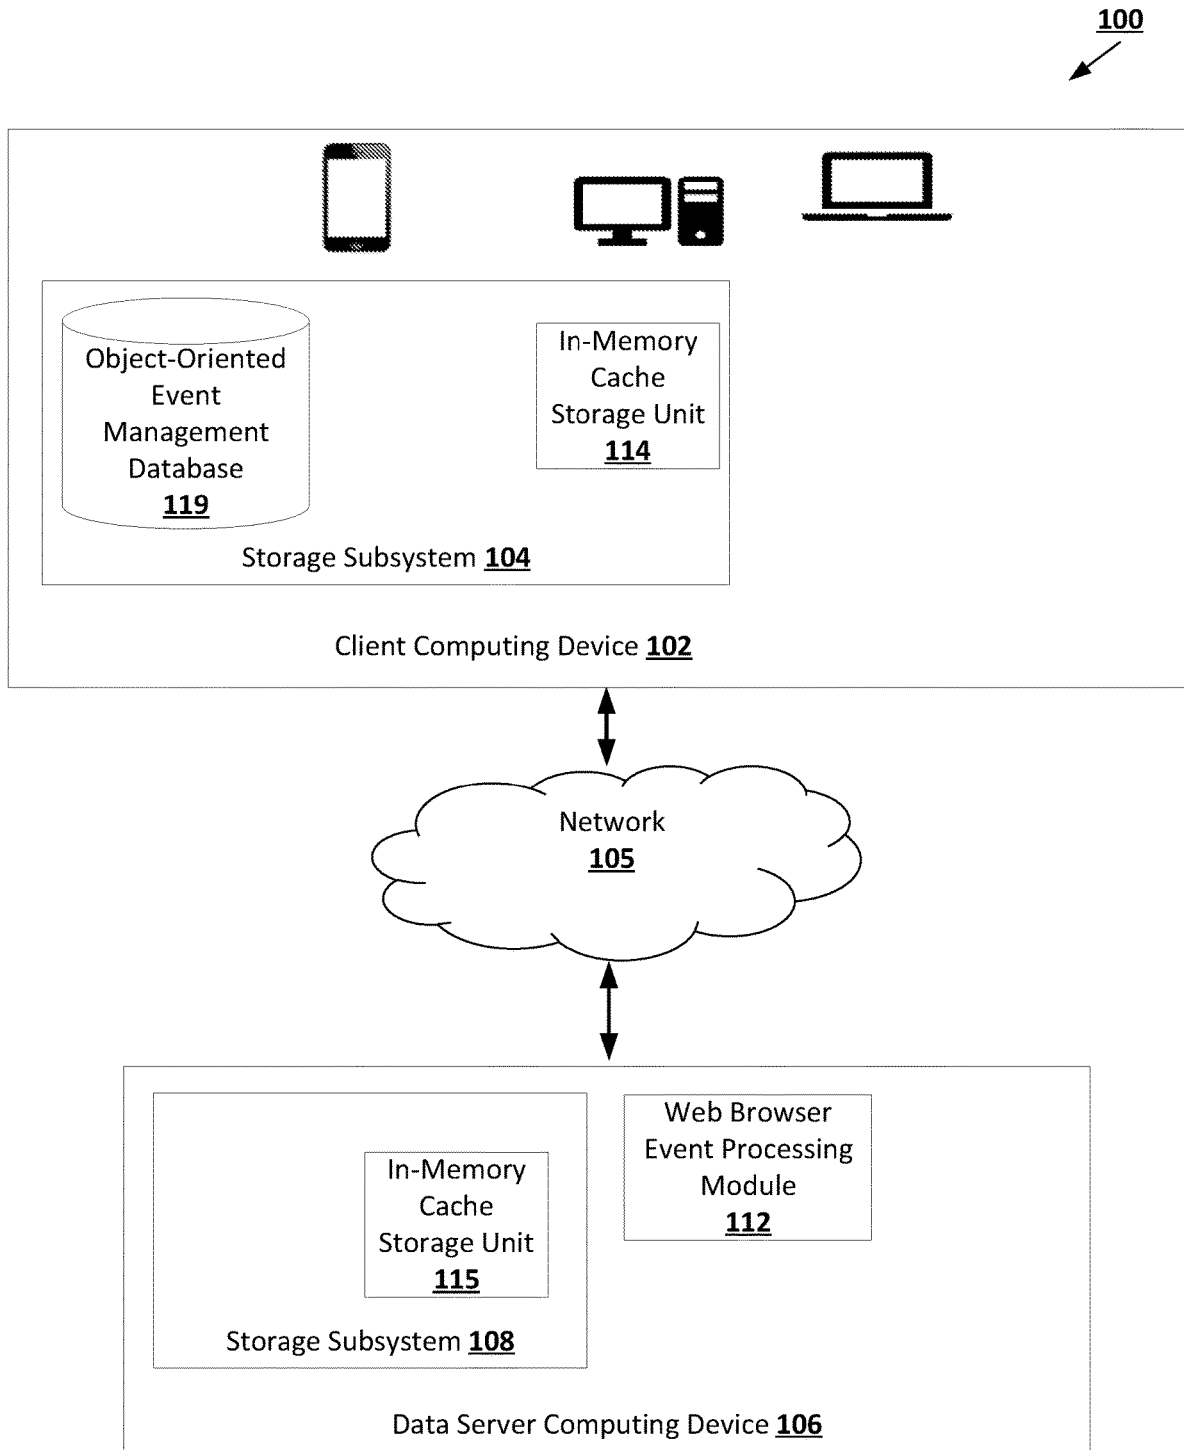 100
Object-Oriented
Event
Management
Database
119
In-Memory
Cache
Storage Unit
114
Storage Subsystem 104
Client Computing Device 102
Network
105
In-Memory
Cache
Storage Unit
115
Web Browser
Event Processing
Module
112
Storage Subsystem 108
Data Server Computing Device 106